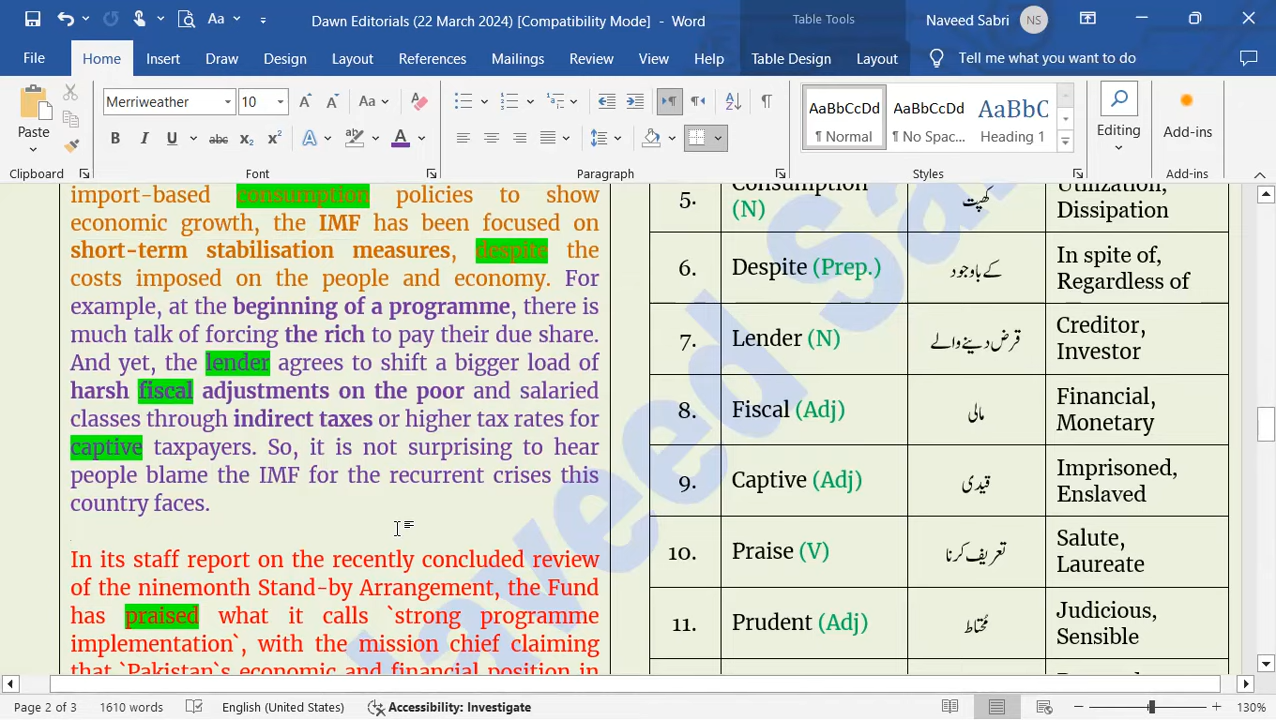 Dawn Editorials (22 March 2024) [Compatibility Mode] - Word
Table Tools
Naveed Sabri
NS
Aa
File
Home
Insert
Draw
Design
Layout
References
Mailings
Review
View
Help
Table Design
Layout
Tell me what you want to do
Paste
Merriweather
10
Aa
AaBbCcDd
AaBbCcDd
AaBbC
¶ Normal
¶ No Spac...
Heading 1
Editing
Add-ins
Clipboard
Font
Paragraph
Styles
Add-ins
import-based consumption policies to show
economic growth, the IMF has been focused on
short-term stabilisation measures, despite the
costs imposed on the people and economy. For
example, at the beginning of a programme, there is
much talk of forcing the rich to pay their due share.
And yet, the lender agrees to shift a bigger load of
harsh fiscal adjustments on the poor and salaried
classes through indirect taxes or higher tax rates for
captive taxpayers. So, it is not surprising to hear
people blame the IMF for the recurrent crises this
country faces.
In its staff report on the recently concluded review
of the ninemonth Stand-by Arrangement, the Fund
has praised what it calls `strong programme
implementation`, with the mission chief claiming
that `Pakistan`s economic and financial position in
5. Consumption (N) کھپت Utilization, Dissipation
6. Despite (Prep.) کے باوجود In spite of, Regardless of
7. Lender (N) قرض دینے والے Creditor, Investor
8. Fiscal (Adj) مالی Financial, Monetary
9. Captive (Adj) قیدی Imprisoned, Enslaved
10. Praise (V) تعریف کرنا Salute, Laureate
11. Prudent (Adj) مُحتاط Judicious, Sensible
Naveed Sa
Page 2 of 3
1610 words
English (United States)
Accessibility: Investigate
130%